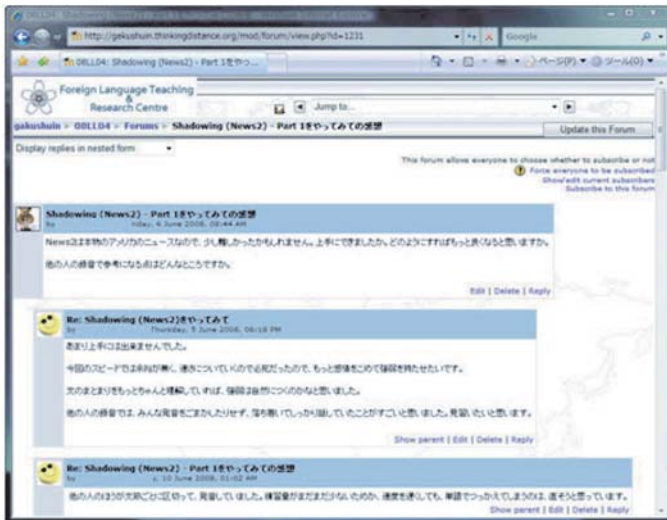 08LL04: Shadowing (News2)
http://gakushuin.thinkingdistance.org/mod/forum/view.php?id=1231
Google
08LL04: Shadowing (News2) - Part 1をやっ...
ページ(P)
ツール(O)
Foreign Language Teaching
&
Research Centre
Jump to...
gakushuin ► 08LL04 ► Forums ► Shadowing (News2) - Part 1をやってみての感想
Update this Forum
Display replies in nested form
This forum allows everyone to choose whether to subscribe or not
Force everyone to be subscribed
Show/edit current subscribers
Subscribe to this forum
Shadowing (News2) - Part 1をやってみての感想
by riday, 6 June 2008, 08:44 AM
News2は本物のアメリカのニュースなので、少し難しかったかもしれません。上手にできましたか。どのようにすればもっと良くなると思いますか。
他の人の録音で参考になる点はどんなところですか。
Edit | Delete | Reply
Re: Shadowing (News2)をやってみて
by Thursday, 5 June 2008, 06:16 PM
あまり上手には出来ませんでした。
今回のスピードでは余裕が無く、速さについていくので必死だったので、もっと感情をこめて強弱を持たせたいです。
文のまとまりをもっとちゃんと理解していれば、強弱は自然につくのかなと思いました。
他の人の録音では、みんな発音をごまかしたりせず、落ち着いてしっかり話していたことがすごいと思いました。見習いたいと思います。
Show parent | Edit | Delete | Reply
Re: Shadowing (News2) - Part 1をやってみての感想
by y, 10 June 2008, 01:02 AM
他の人のほうが文節ごとに区切って、発音していました。練習量がまだまだ少ないためか、速度を遅くしても、単語でつっかえてしまうのは、直そうと思っています。
Show parent | Edit | Delete | Reply